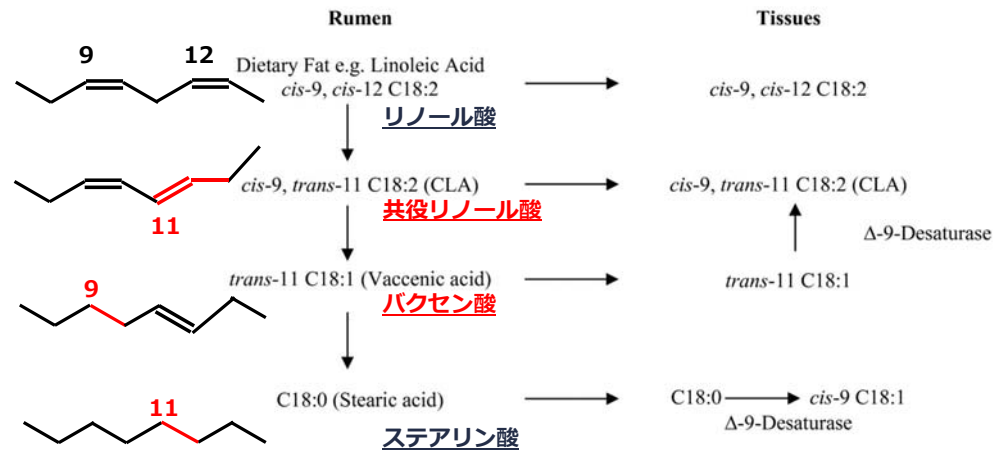 Rumen
Tissues
9
12
Dietary Fat e.g. Linoleic Acid
cis-9, cis-12 C18:2
cis-9, cis-12 C18:2
リノール酸
cis-9, trans-11 C18:2 (CLA)
cis-9, trans-11 C18:2 (CLA)
共役リノール酸
11
Δ-9-Desaturase
trans-11 C18:1 (Vaccenic acid)
trans-11 C18:1
9
バクセン酸
11
C18:0 (Stearic acid)
C18:0
cis-9 C18:1
Δ-9-Desaturase
ステアリン酸